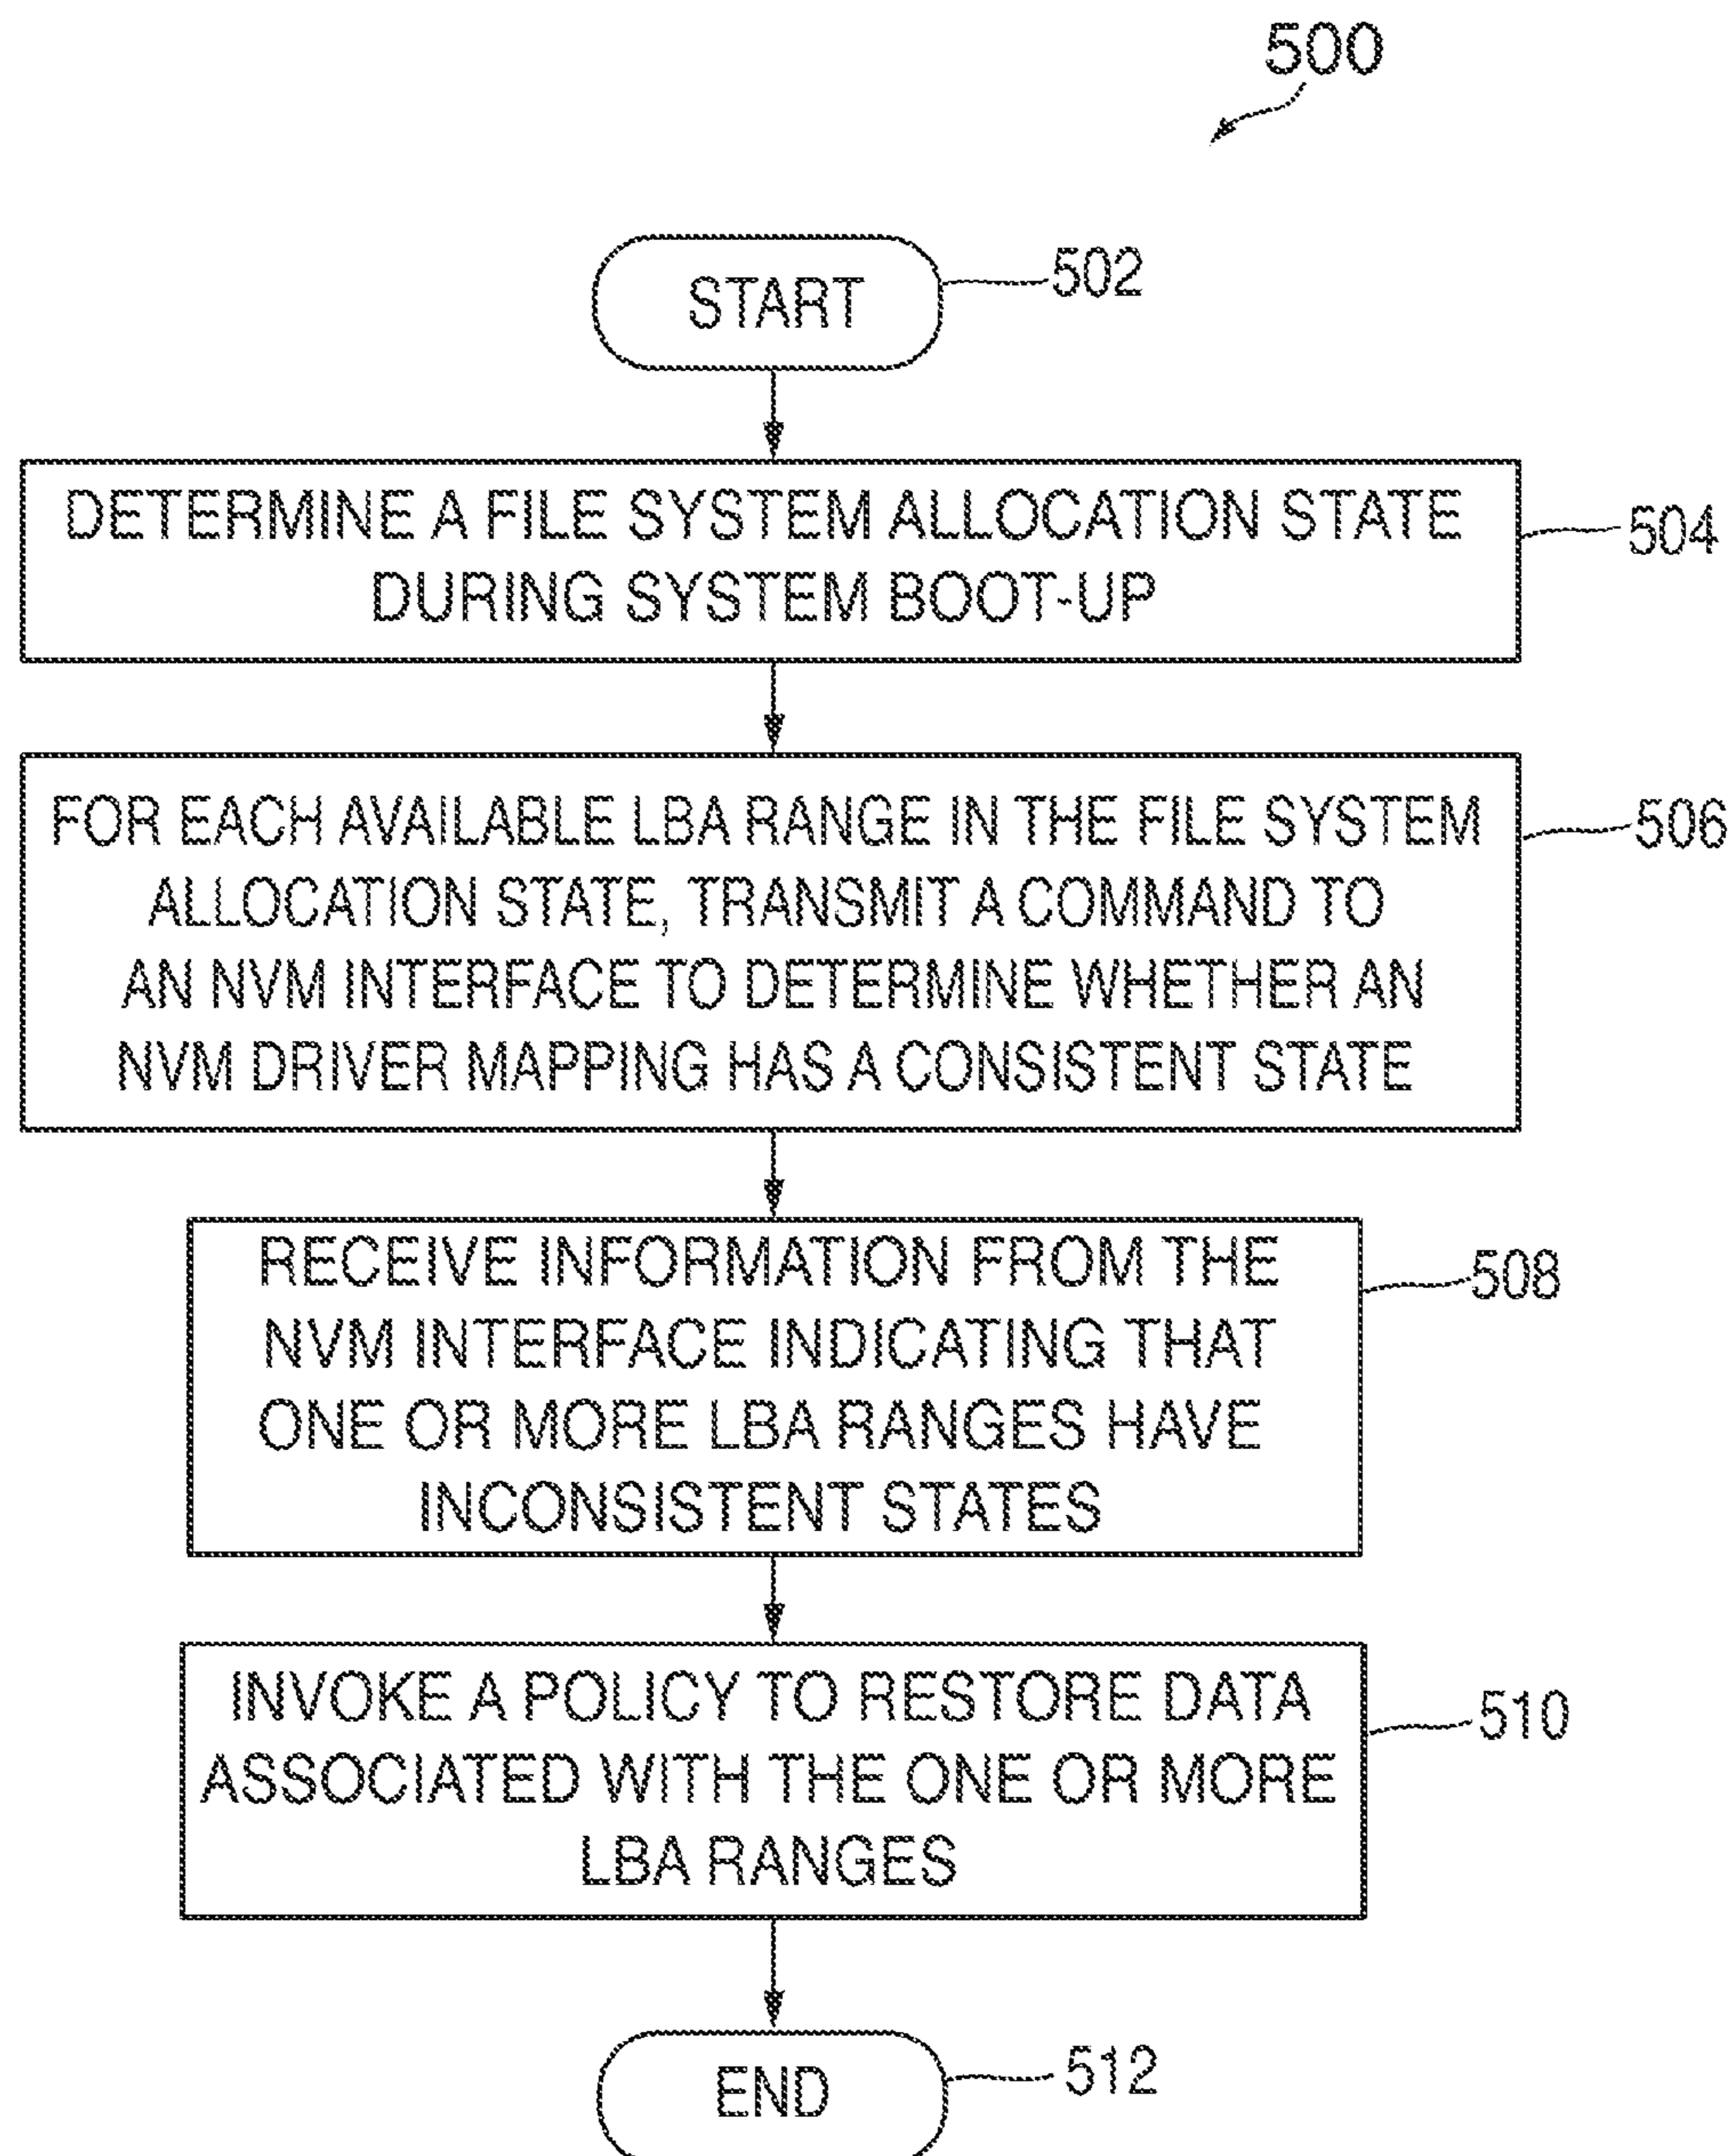 500
START
502
DETERMINE A FILE SYSTEM ALLOCATION STATE
DURING SYSTEM BOOT-UP
504
FOR EACH AVAILABLE LBA RANGE IN THE FILE SYSTEM
ALLOCATION STATE, TRANSMIT A COMMAND TO
AN NVM INTERFACE TO DETERMINE WHETHER AN
NVM DRIVER MAPPING HAS A CONSISTENT STATE
506
RECEIVE INFORMATION FROM THE
NVM INTERFACE INDICATING THAT
ONE OR MORE LBA RANGES HAVE
INCONSISTENT STATES
508
INVOKE A POLICY TO RESTORE DATA
ASSOCIATED WITH THE ONE OR MORE
LBA RANGES
510
END
512